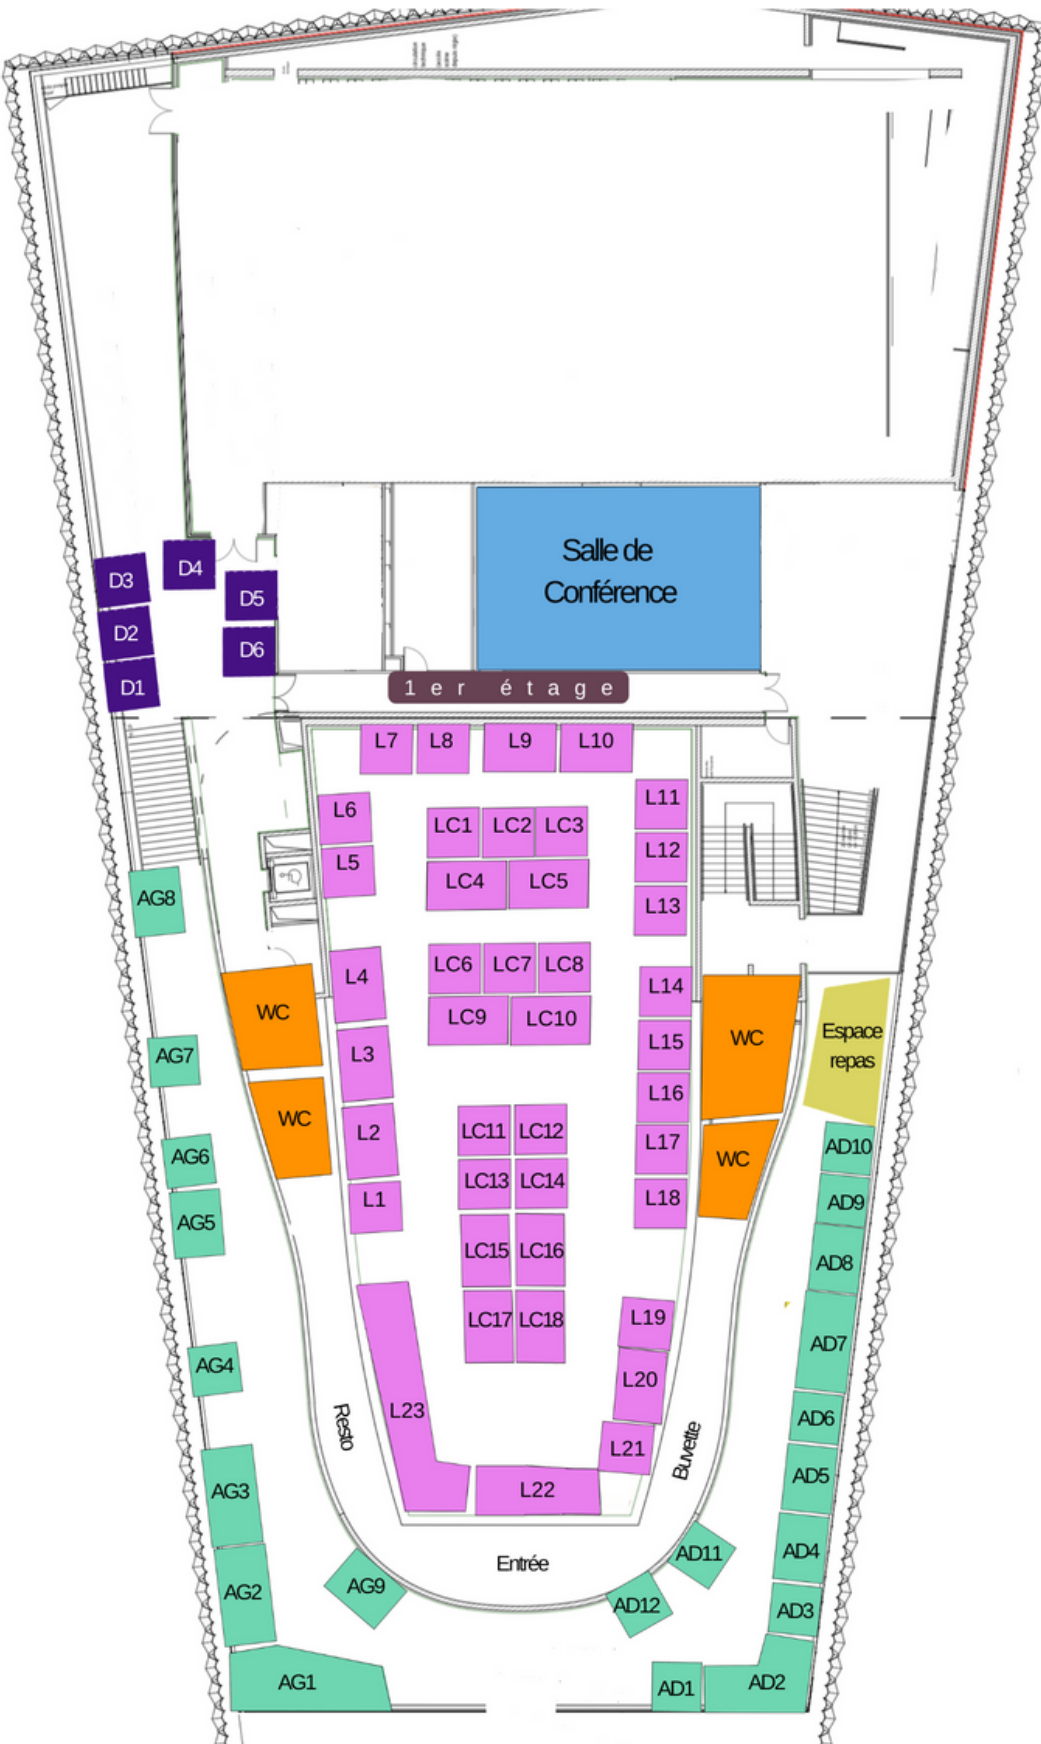 Salle de
Conférence
D3
D4
D5
D2
D6
D1
1er étage
L7
L8
L9
L10
L6
L11
LC1
LC2
LC3
L5
L12
LC4
LC5
AG8
L13
L4
LC6
LC7
LC8
L14
WC
WC
LC9
LC10
Espace
repas
AG7
L3
L15
L16
WC
L2
LC11
LC12
L17
AD10
AG6
WC
L1
LC13
LC14
L18
AD9
AG5
LC15
LC16
AD8
LC17
LC18
L19
AD7
AG4
L20
L23
Resto
AD6
Buvette
L21
AG3
L22
AD5
AD11
AD4
Entrée
AG9
AG2
AD12
AD3
AG1
AD1
AD2